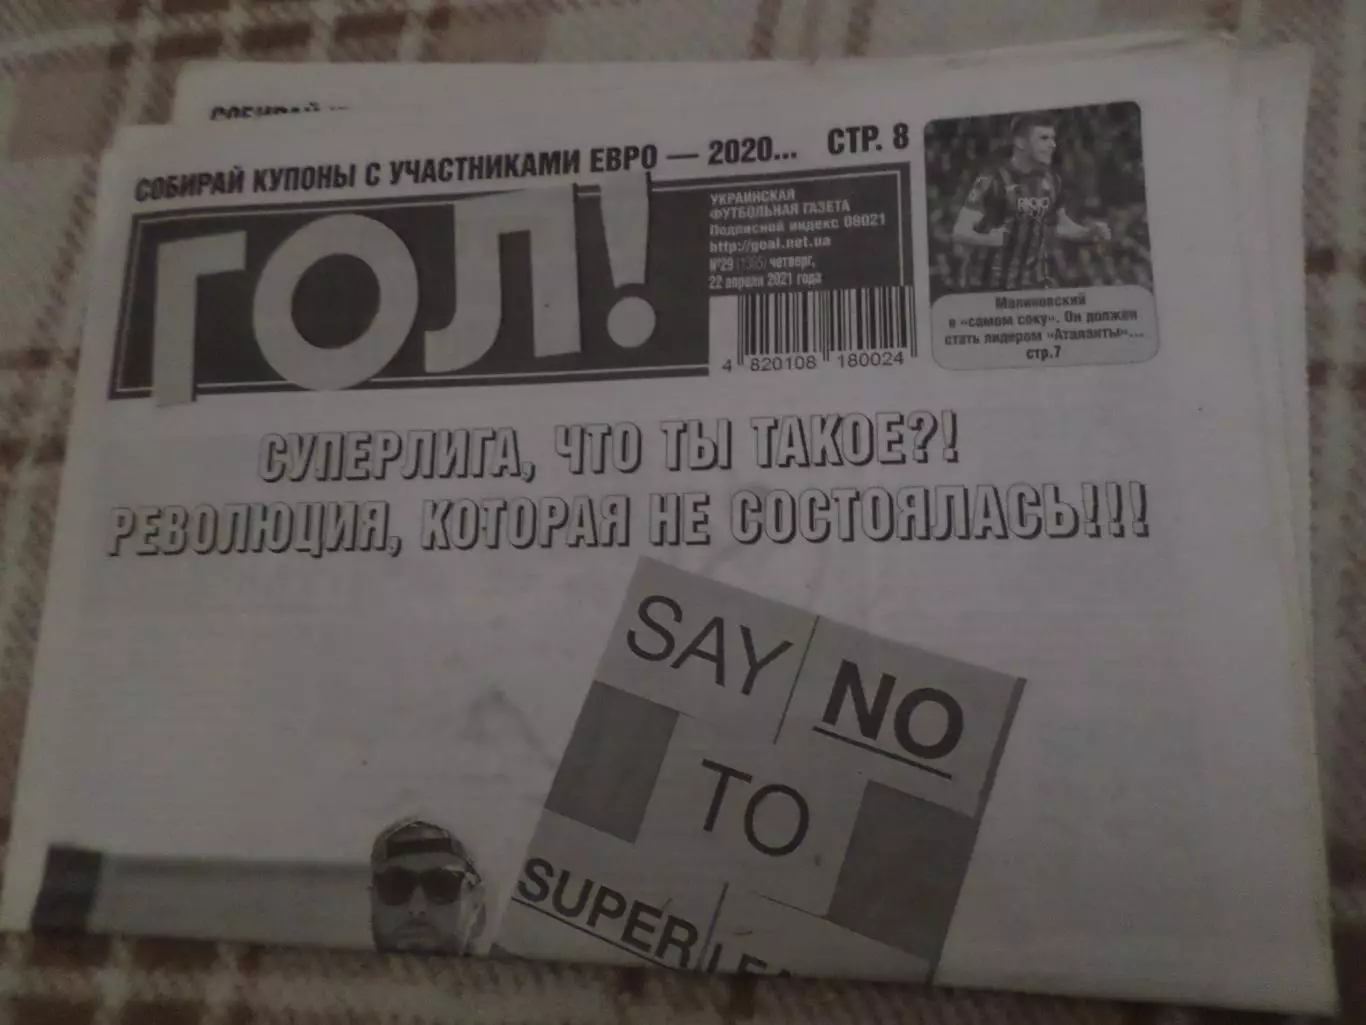 СОБИРАЙ
СОБИРАЙ КУПОНЫ С УЧАСТНИКАМИ ЕВРО — 2020... СТР. 8
ГОЛ!
УКРАИНСКАЯ
ФУТБОЛЬНАЯ ГАЗЕТА
Подписной индекс 08021
http://goal.net.ua
№29 (1385) четверг,
22 апреля 2021 года
4 820108 180024
Малиновский
в «самом соку». Он должен
стать лидером «Аталанты»...
стр.7
СУПЕРЛИГА, ЧТО ТЫ ТАКОЕ?!
РЕВОЛЮЦИЯ, КОТОРАЯ НЕ СОСТОЯЛАСЬ!!!
SAY NO
TO
SUPER